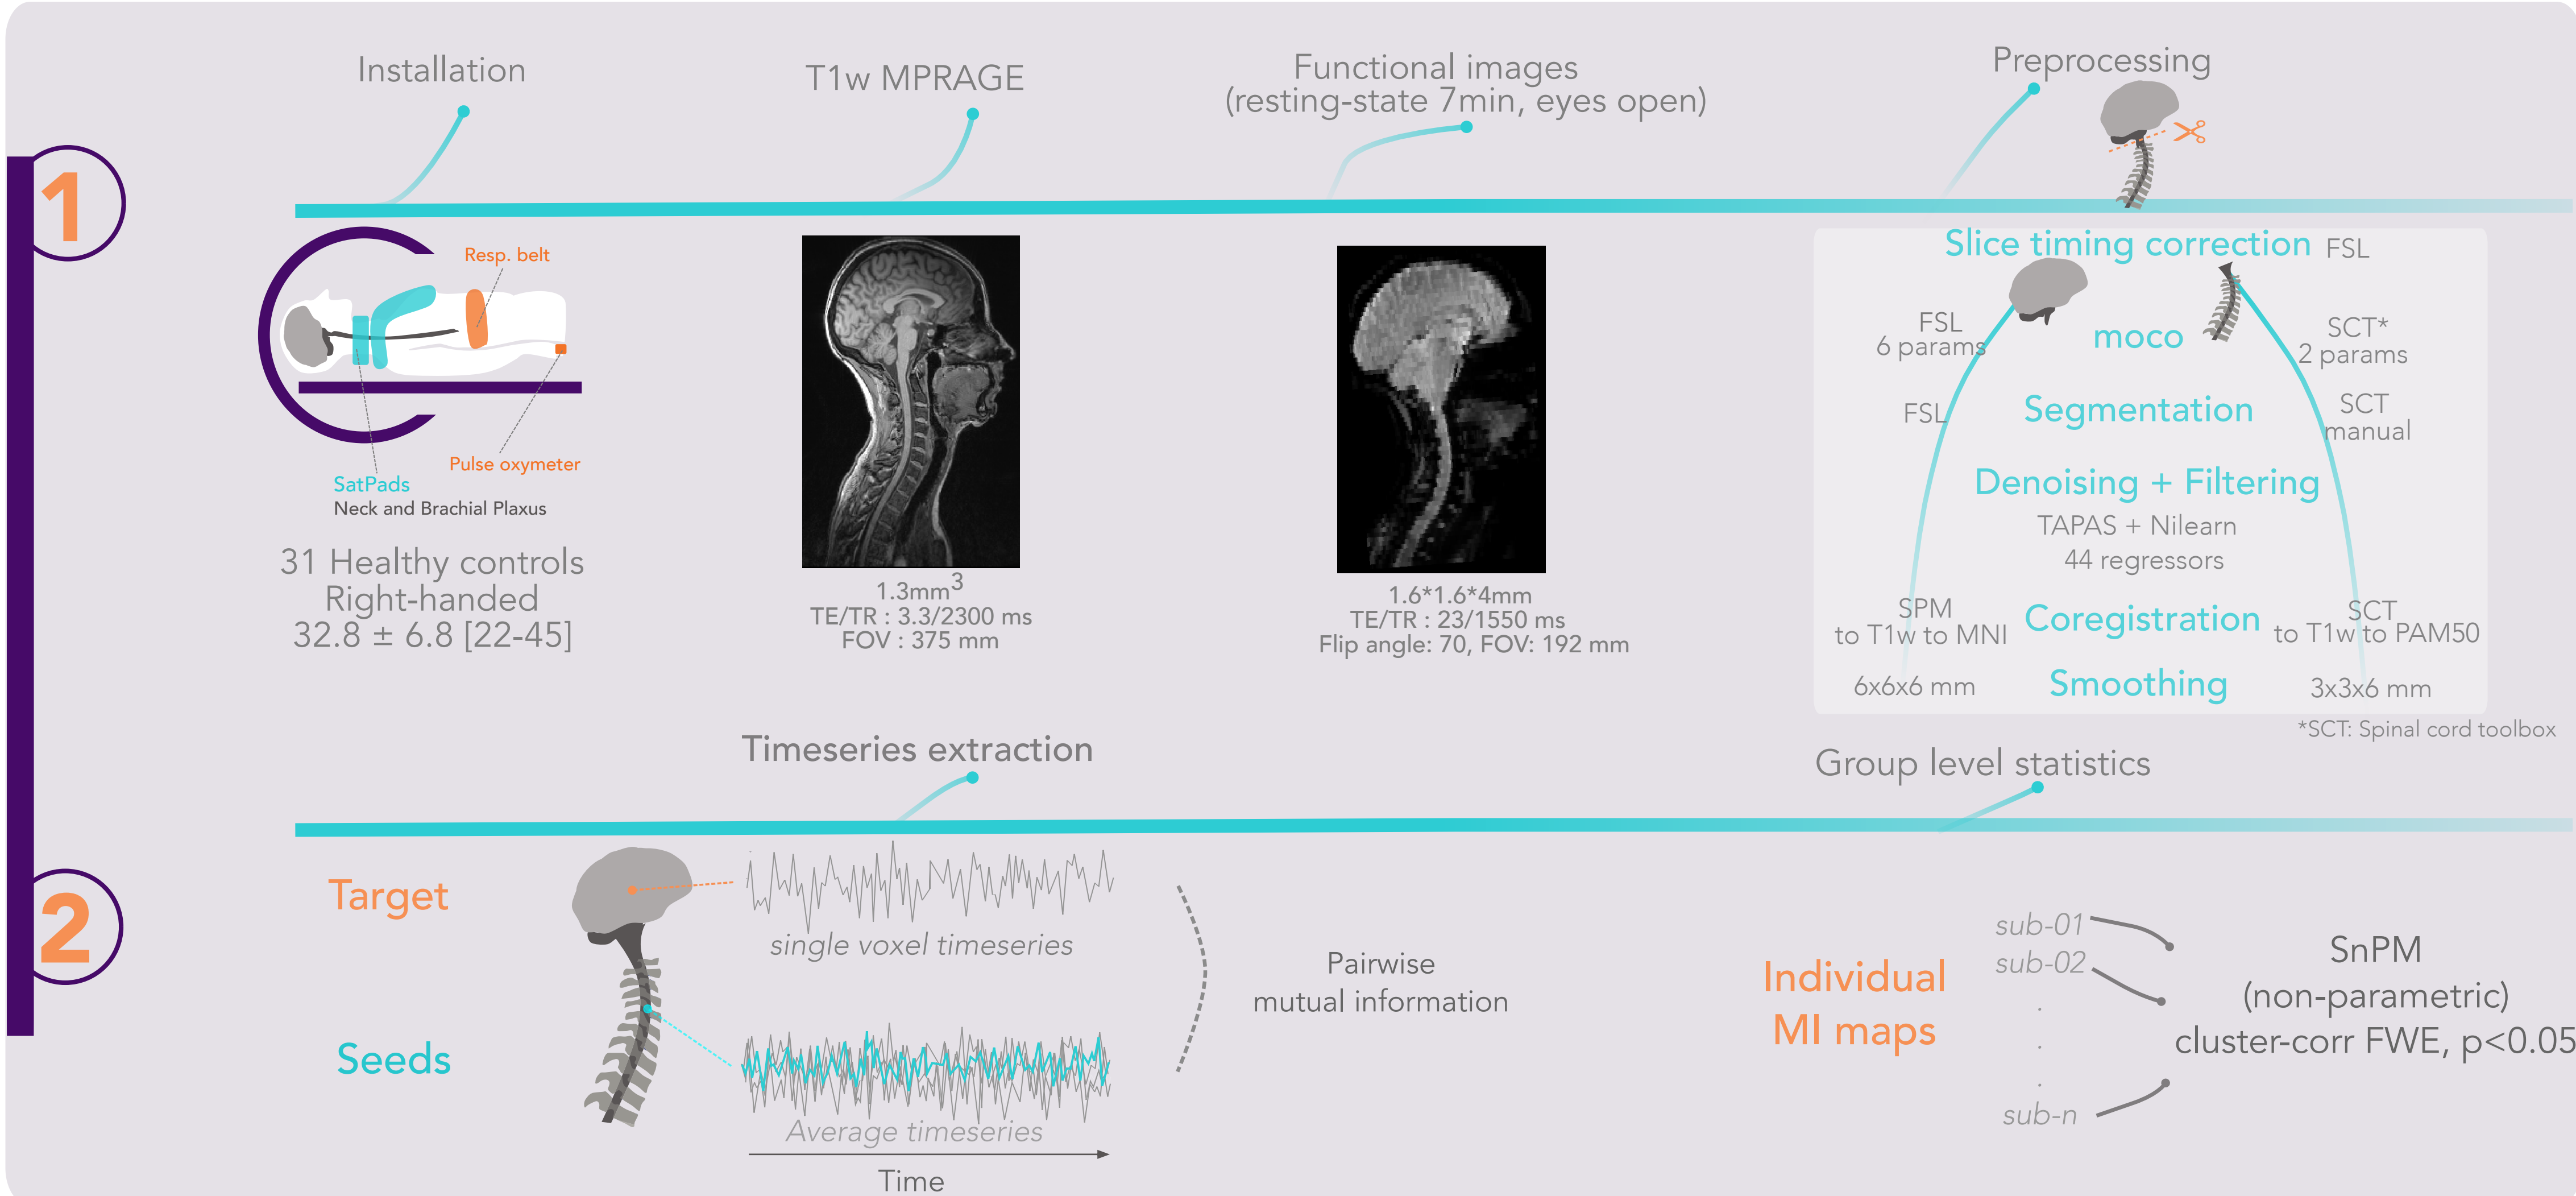 Installation
T1w MPRAGE
Functional images
(resting-state 7min, eyes open)
Preprocessing
1
Resp. belt
Pulse oxymeter
SatPads
Neck and Brachial Plaxus
31 Healthy controls
Right-handed
32.8 ± 6.8 [22-45]
1.3mm³
TE/TR : 3.3/2300 ms
FOV : 375 mm
1.6*1.6*4mm
TE/TR : 23/1550 ms
Flip angle: 70, FOV: 192 mm
Slice timing correction FSL
FSL
6 params
moco
SCT*
2 params
FSL
Segmentation
SCT
manual
Denoising + Filtering
TAPAS + Nilearn
44 regressors
SPM
to T1w to MNI
Coregistration
SCT
to T1w to PAM50
6x6x6 mm
Smoothing
3x3x6 mm
*SCT: Spinal cord toolbox
Timeseries extraction
Group level statistics
2
Target
single voxel timeseries
Seeds
Average timeseries
Time
Pairwise
mutual information
Individual
MI maps
sub-01
sub-02
.
.
.
sub-n
SnPM
(non-parametric)
cluster-corr FWE, p<0.05